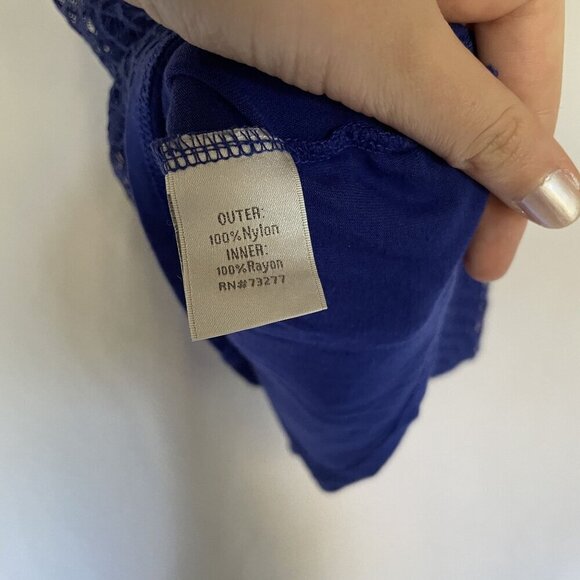 OUTER:
100% Nylon
INNER:
100% Rayon
RN#73277